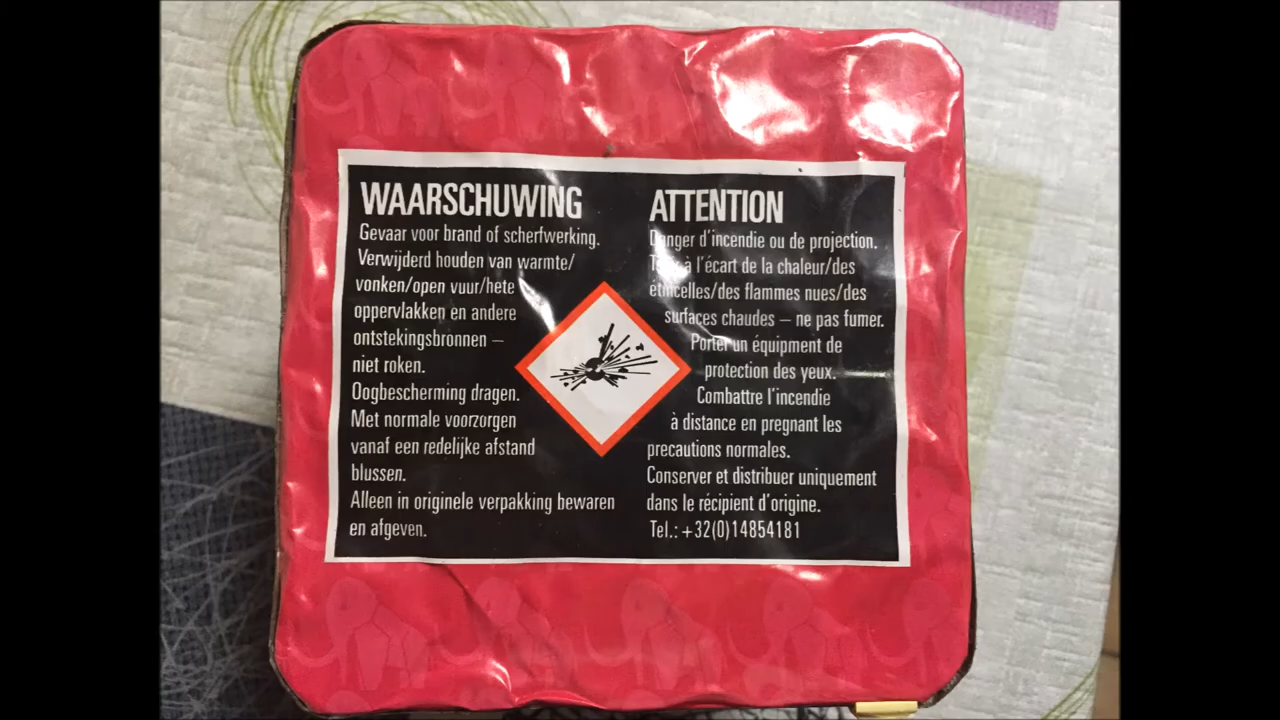 WAARSCHUWING
Gevaar voor brand of scherfwerking.
Verwijderd houden van warmte/
vonken/open vuur/hete
oppervlakken en andere
ontstekingsbronnen –
niet roken.
Oogbescherming dragen.
Met normale voorzorgen
vanaf een redelijke afstand
blussen.
Alleen in originele verpakking bewaren
en afgeven.
ATTENTION
Danger d'incendie ou de projection.
à l'écart de la chaleur/des
étincelles/des flammes nues/des
surfaces chaudes – ne pas fumer.
Porter un équipment de
protection des yeux.
Combattre l'incendie
à distance en pregnant les
precautions normales.
Conserver et distribuer uniquement
dans le récipient d'origine.
Tel.: +32(0)14854181